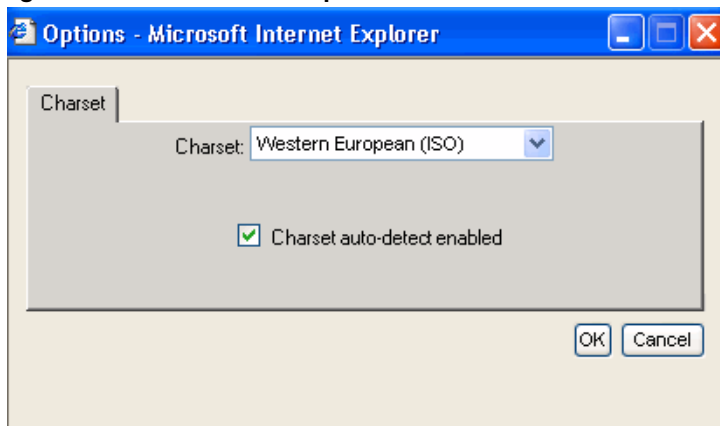 Options - Microsoft Internet Explorer
Charset
Charset: Western European (ISO)
Charset auto-detect enabled
OK Cancel